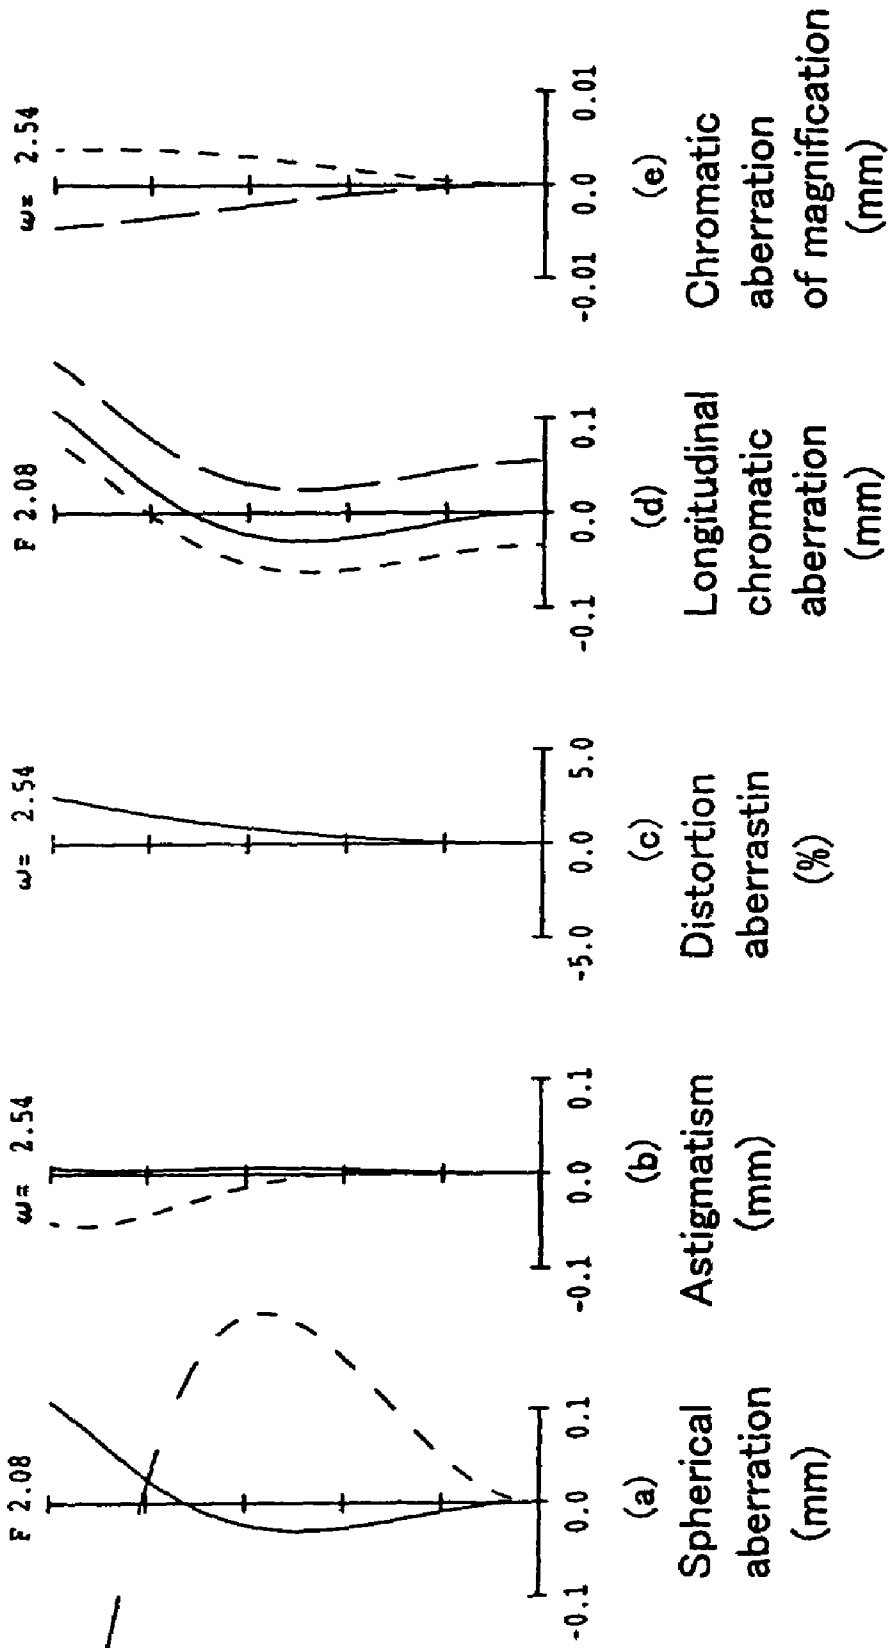 F 2.08
-0.1 0.0 0.1
(a)
Spherical
aberration
(mm)
ω= 2.54
-0.1 0.0 0.1
(b)
Astigmatism
(mm)
ω= 2.54
-5.0 0.0 5.0
(c)
Distortion
aberrastin
(%)
F 2.08
-0.1 0.0 0.1
(d)
Longitudinal
chromatic
aberration
(mm)
ω= 2.54
-0.01 0.0 0.01
(e)
Chromatic
aberration
of magnification
(mm)